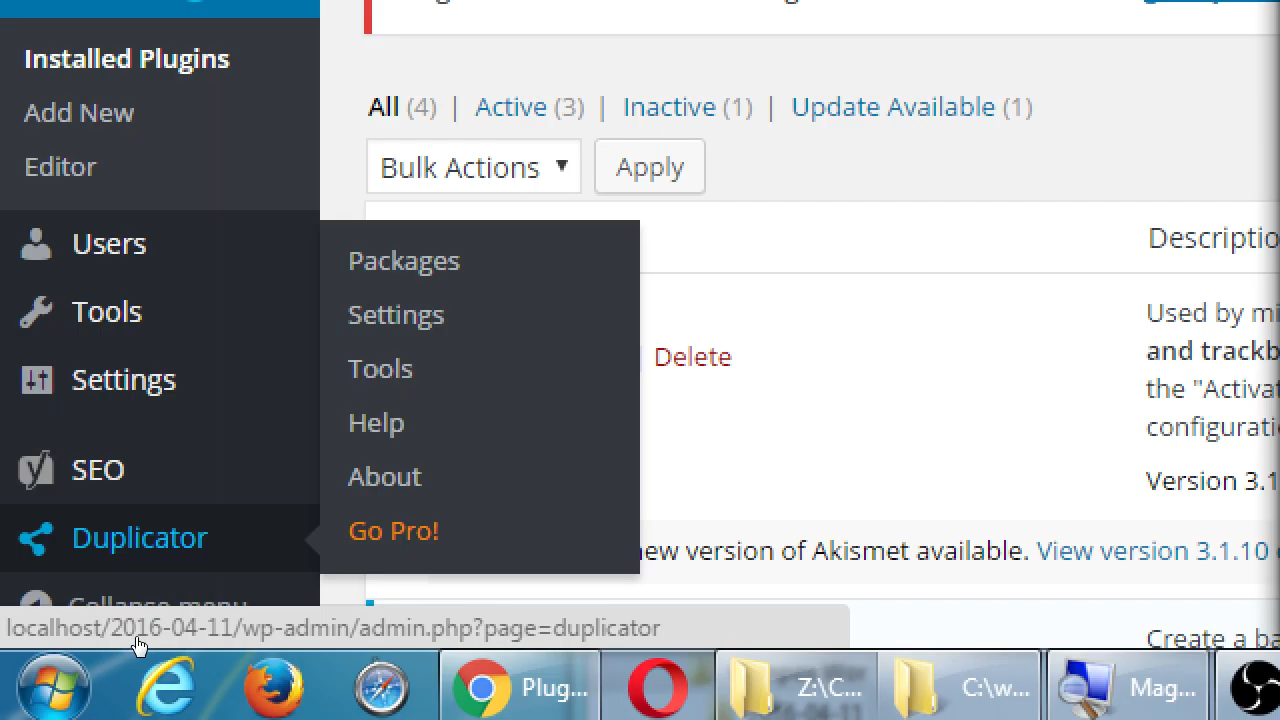 Installed Plugins
Add New
Editor
Users
Tools
Settings
SEO
Duplicator
Collapse menu
Packages
Settings
Tools
Help
About
Go Pro!
All (4) | Active (3) | Inactive (1) | Update Available (1)
Bulk Actions
Apply
Descriptio
Delete
Used by mi
and trackb
the "Activat
configurati
Version 3.1
new version of Akismet available. View version 3.1.10
Create a ba
localhost/2016-04-11/wp-admin/admin.php?page=duplicator
Plug...
Z:\C...
C:\w...
Mag...